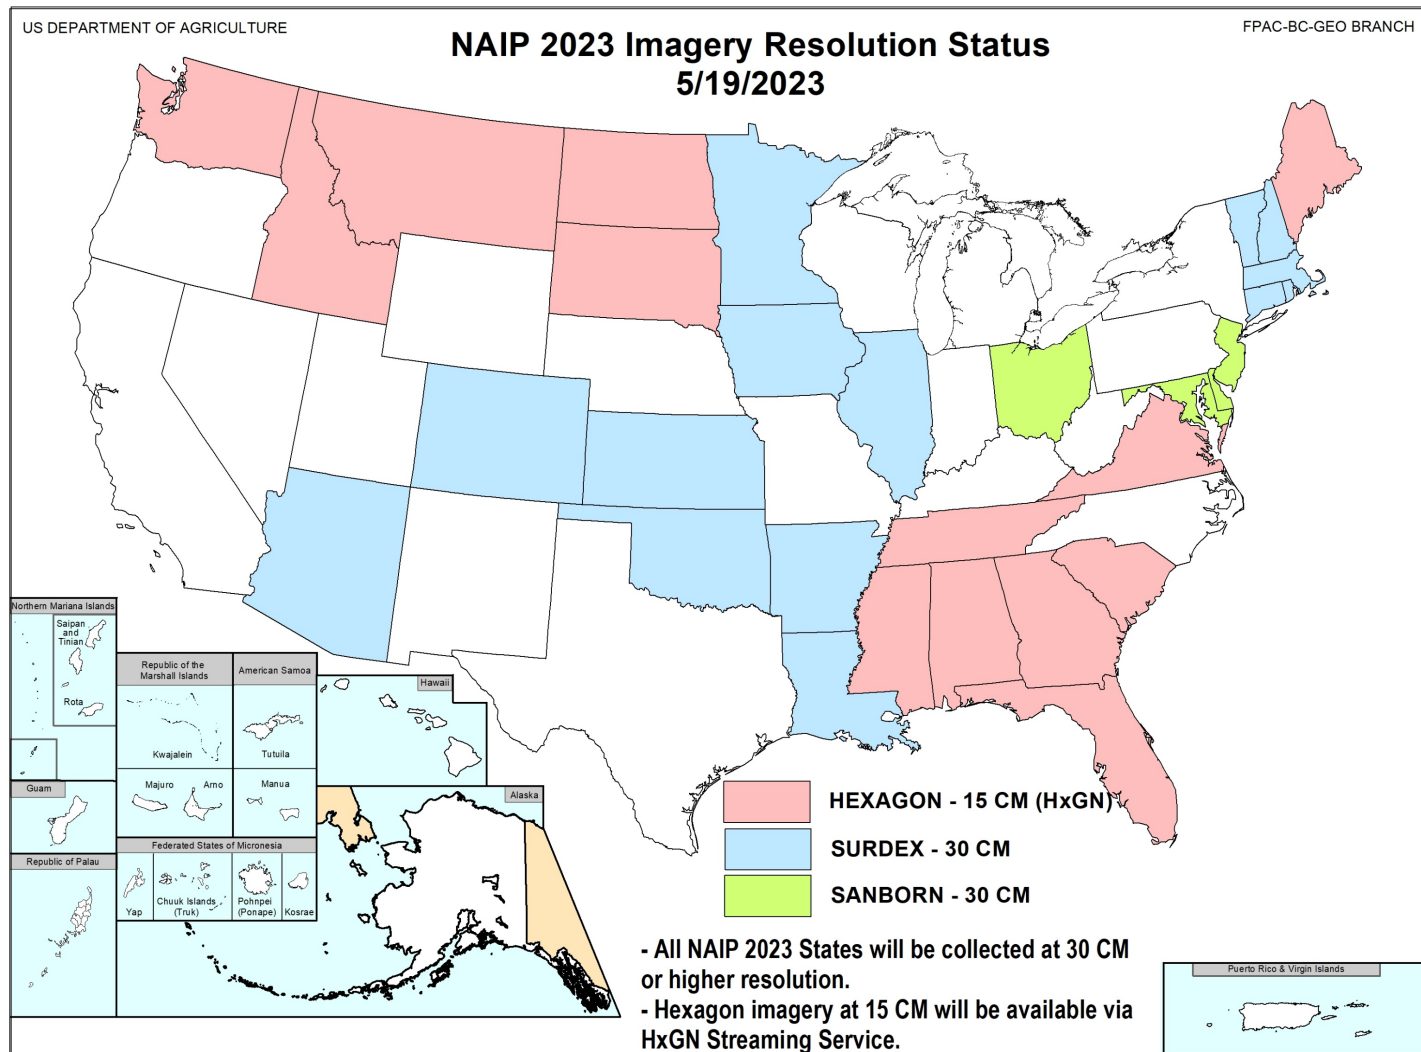 US DEPARTMENT OF AGRICULTURE
FPAC-BC-GEO BRANCH
NAIP 2023 Imagery Resolution Status
5/19/2023
Northern Mariana Islands
Saipan
and
Tinian
Rota
Republic of the
Marshall Islands
Kwajalein
Majuro
Arno
American Samoa
Tutuila
Manua
Hawaii
Guam
Alaska
Republic of Palau
Federated States of Micronesia
Yap
Chuuk Islands
(Truk)
Pohnpei
(Ponape)
Kosrae
HEXAGON - 15 CM (HxGN)
SURDEX - 30 CM
SANBORN - 30 CM
- All NAIP 2023 States will be collected at 30 CM
or higher resolution.
- Hexagon imagery at 15 CM will be available via
HxGN Streaming Service.
Puerto Rico & Virgin Islands